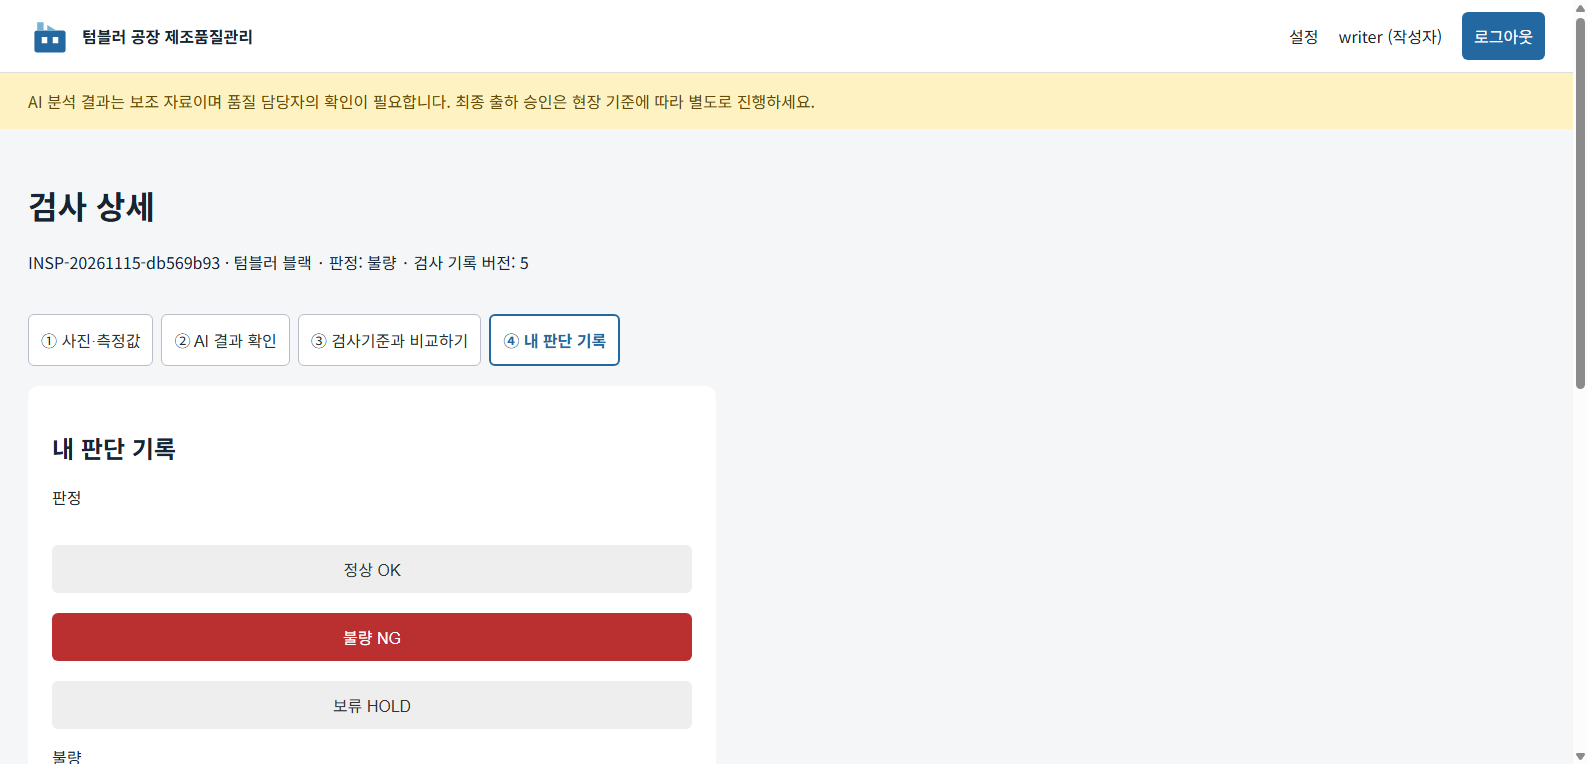 텀블러 공장 제조품질관리
설정
writer (작성자)
로그아웃
AI 분석 결과는 보조 자료이며 품질 담당자의 확인이 필요합니다. 최종 출하 승인은 현장 기준에 따라 별도로 진행하세요.
검사 상세
INSP-20261115-db569b93 · 텀블러 블랙 · 판정: 불량 · 검사 기록 버전: 5
① 사진·측정값
② AI 결과 확인
③ 검사기준과 비교하기
④ 내 판단 기록
내 판단 기록
판정
정상 OK
불량 NG
보류 HOLD
불량